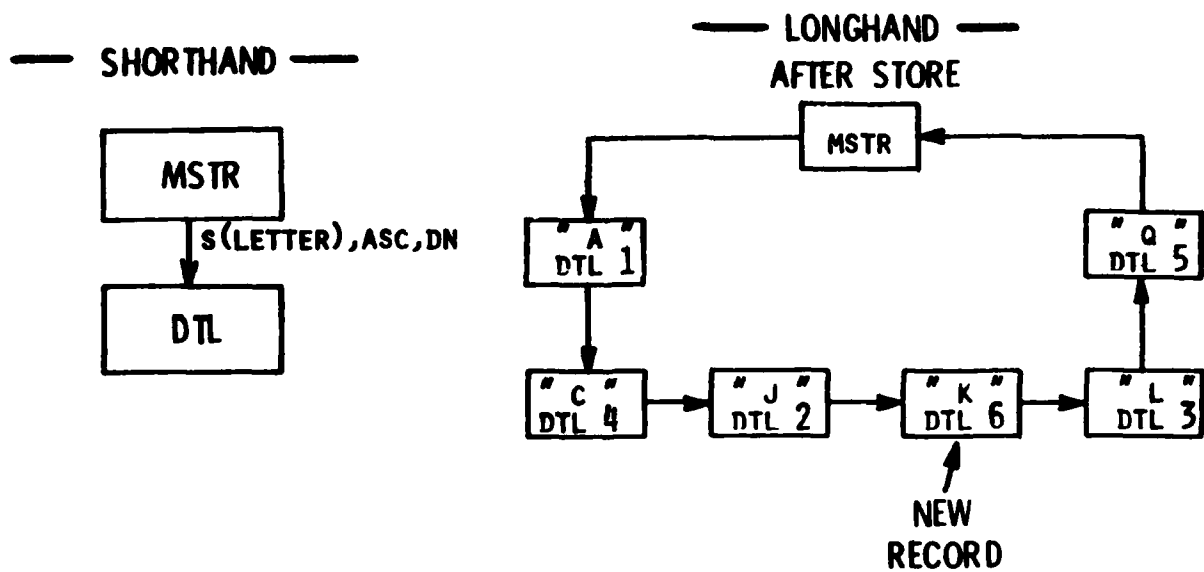 — SHORTHAND —
MSTR
S(LETTER),ASC,DN
DTL
— LONGHAND —
AFTER STORE
MSTR
" A "
DTL 1
" Q "
DTL 5
" C "
DTL 4
" J "
DTL 2
" K "
DTL 6
" L "
DTL 3
NEW
RECORD